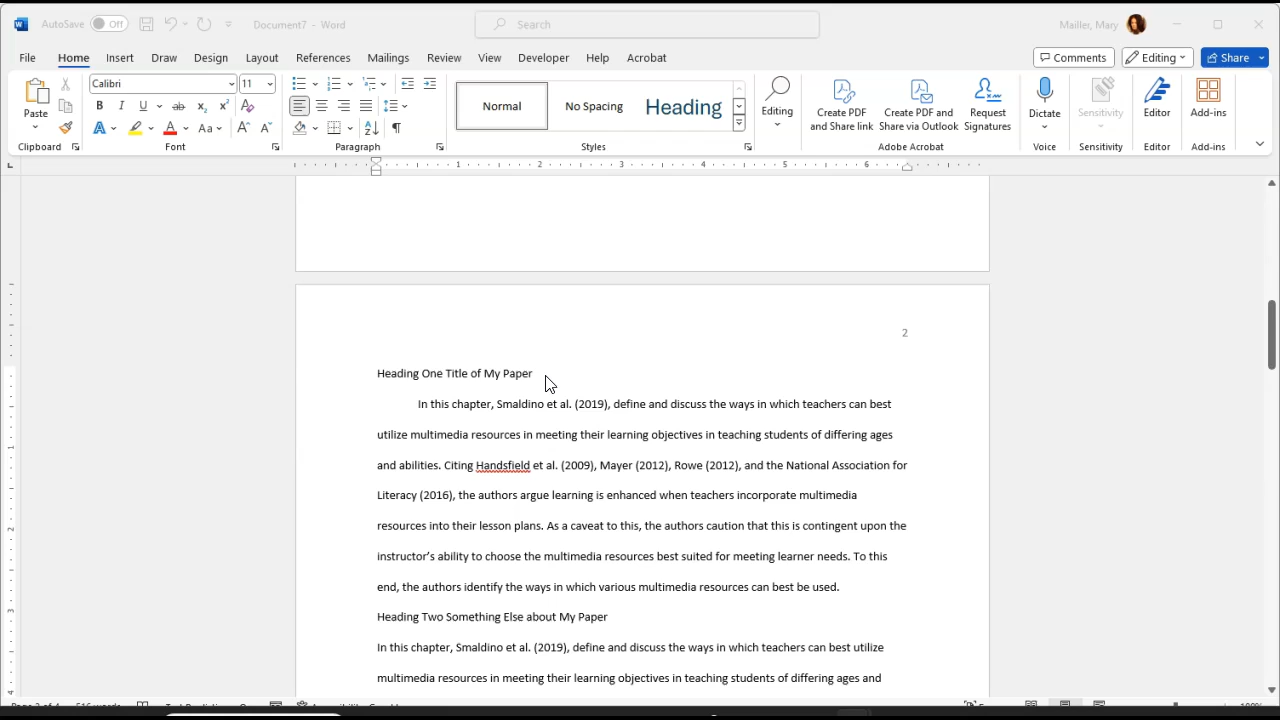 AutoSave Off Document7 - Word Search Mailler, Mary
File Home Insert Draw Design Layout References Mailings Review View Developer Help Acrobat Comments Editing Share
Calibri 11
Paste
Normal No Spacing Heading
Editing
Create PDF and Share link
Create PDF and Share via Outlook
Request Signatures
Dictate
Sensitivity
Editor
Add-ins
Clipboard Font Paragraph Styles Adobe Acrobat Voice Sensitivity Editor Add-ins
1 2 3 4 5 6
2
Heading One Title of My Paper
In this chapter, Smaldino et al. (2019), define and discuss the ways in which teachers can best
utilize multimedia resources in meeting their learning objectives in teaching students of differing ages
and abilities. Citing Handsfield et al. (2009), Mayer (2012), Rowe (2012), and the National Association for
Literacy (2016), the authors argue learning is enhanced when teachers incorporate multimedia
resources into their lesson plans. As a caveat to this, the authors caution that this is contingent upon the
instructor’s ability to choose the multimedia resources best suited for meeting learner needs. To this
end, the authors identify the ways in which various multimedia resources can best be used.
Heading Two Something Else about My Paper
In this chapter, Smaldino et al. (2019), define and discuss the ways in which teachers can best utilize
multimedia resources in meeting their learning objectives in teaching students of differing ages and